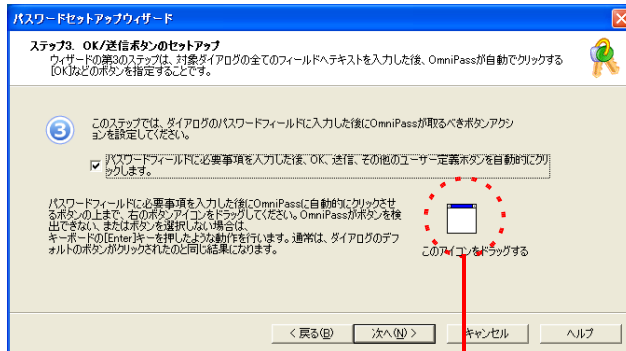 パスワードセットアップウィザード
ステップ3. OK/送信ボタンのセットアップ
ウィザードの第3のステップは、対象ダイアログの全てのフィールドへテキストを入力した後、OmniPassが自動でクリックする
[OK]などのボタンを指定することです。
3
このステップでは、ダイアログのパスワードフィールドに入力した後にOmniPassが取るべきボタンアクシ
ョンを設定してください。
パスワードフィールドに必要事項を入力した後、OK、送信、その他のユーザー定義ボタンを自動的にクリ
ックします。
パスワードフィールドに必要事項を入力した後にOmniPassに自動的にクリックさせ
るボタンの上まで、右のボタンアイコンをドラッグしてください。OmniPassがボタンを検
出できない、またはボタンを選択しない場合は、
キーボードの[Enter]キーを押したような動作を行います。通常は、ダイアログのデフ
ォルトのボタンがクリックされたのと同じ結果になります。
このアイコンをドラッグする
< 戻る(B)
次へ(N) >
キャンセル
ヘルプ